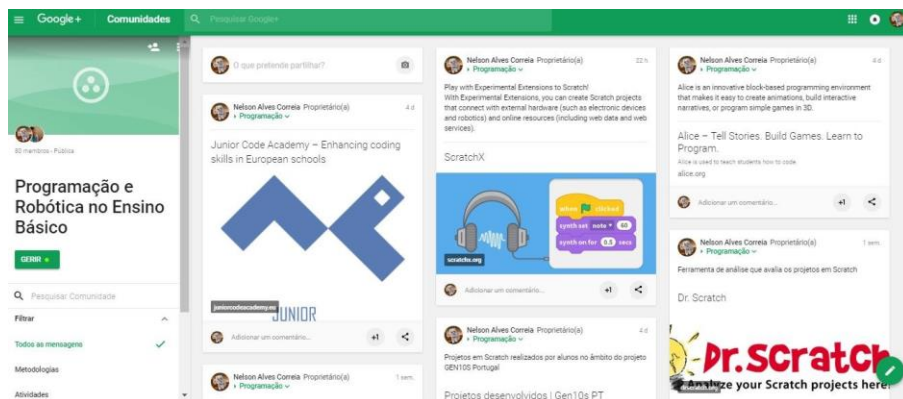 Google+
Comunidades
Pesquisar Google+
80 membros - Pública
Programação e
Robótica no Ensino
Básico
GERIR
Pesquisar Comunidade
Filtrar
Todos as mensagens
Metodologias
Atividades
O que pretende partilhar?
Nelson Alves Correia Proprietário(a)
4 d
Programação
Junior Code Academy – Enhancing coding
skills in European schools
juniorcodeacademy.eu
JUNIOR
Adicionar um comentário...
+1
Nelson Alves Correia Proprietário(a)
1 sem.
Programação
Nelson Alves Correia Proprietário(a)
22 h
Programação
Play with Experimental Extensions to Scratch!
With Experimental Extensions, you can create Scratch projects
that connect with external hardware (such as electronic devices
and robotics) and online resources (including web data and web
services).
ScratchX
when clicked
synth set note 60
synth on for 0.5 secs
scratchx.org
Adicionar um comentário...
+1
Nelson Alves Correia Proprietário(a)
4 d
Programação
Projetos em Scratch realizados por alunos no âmbito do projeto
GEN10S Portugal
Projetos desenvolvidos | Gen10s PT
Nelson Alves Correia Proprietário(a)
4 d
Programação
Alice is an innovative block-based programming environment
that makes it easy to create animations, build interactive
narratives, or program simple games in 3D.
Alice – Tell Stories. Build Games. Learn to
Program.
Alice is used to teach students how to code.
alice.org
Adicionar um comentário...
+1
Nelson Alves Correia Proprietário(a)
1 sem.
Programação
Ferramenta de análise que avalia os projetos em Scratch
Dr. Scratch
Dr.Scratch
Analyze your Scratch projects here!